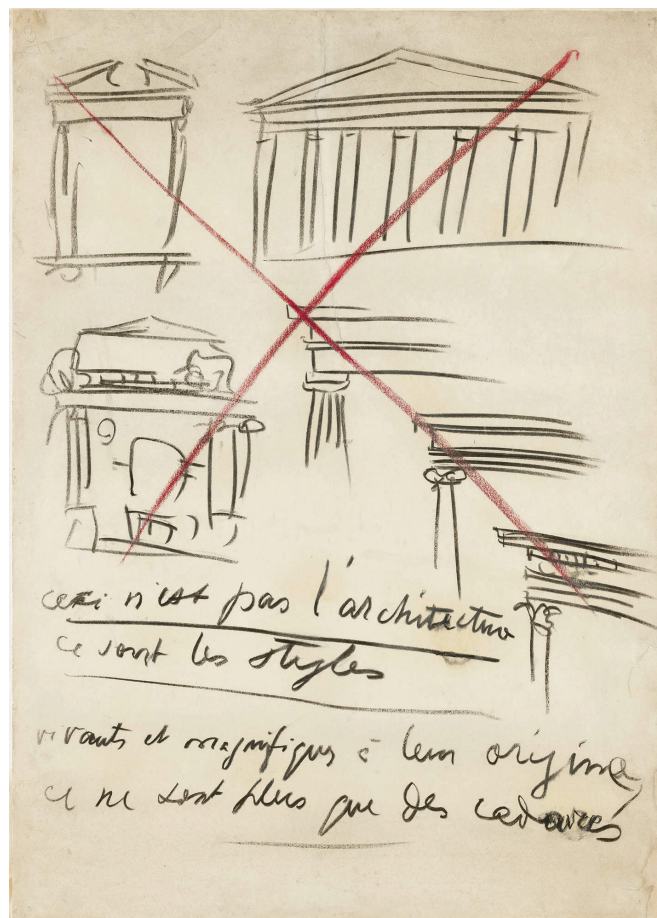 ceci n'est pas l'architecture
ce sont les styles
vivants et magnifiques à leur origine,
ce ne sont plus que des cadavres